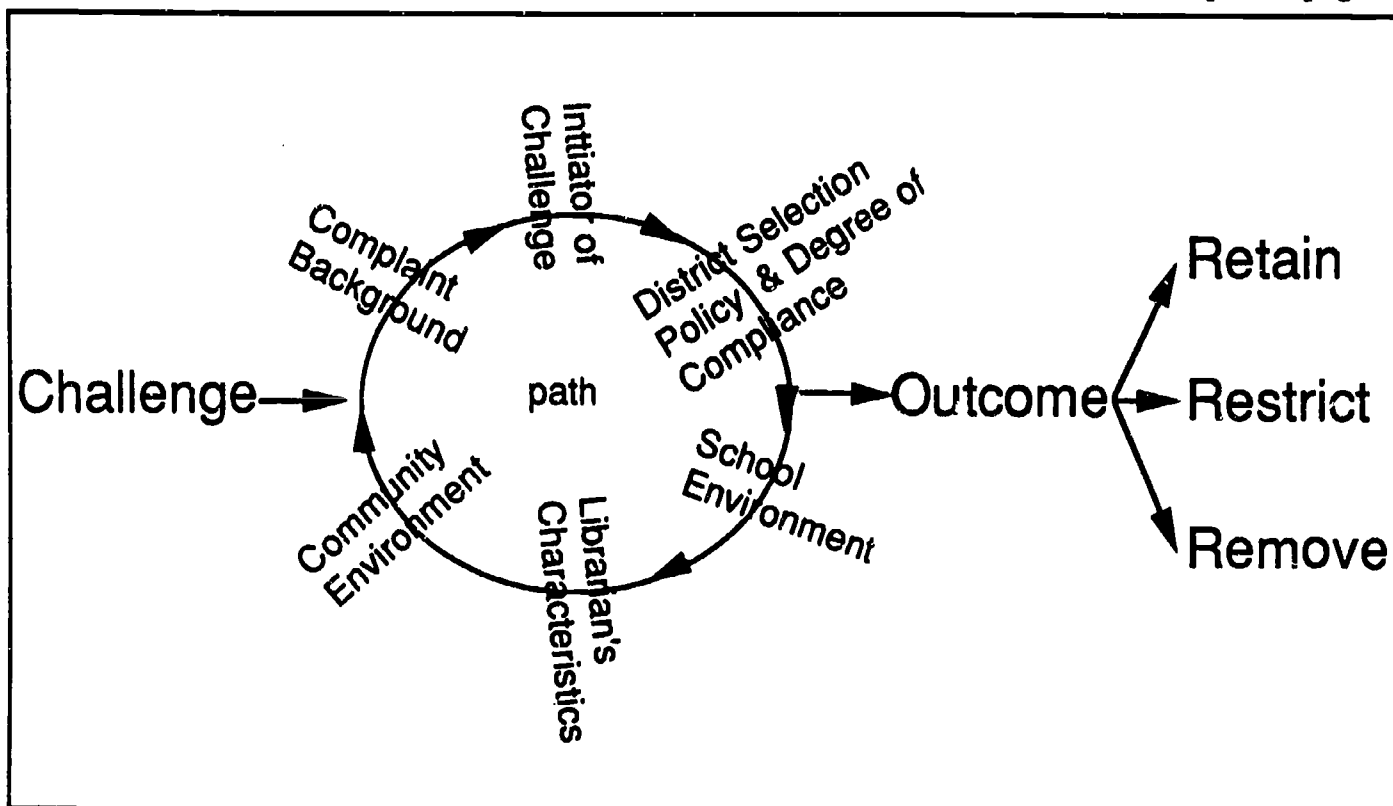 Challenge
Complaint
Background
Inttiator of
Challenge
District Selection
Policy & Degree of
Compliance
path
School
Environment
Librarian's
Characteristics
Community
Environment
Outcome
Retain
Restrict
Remove